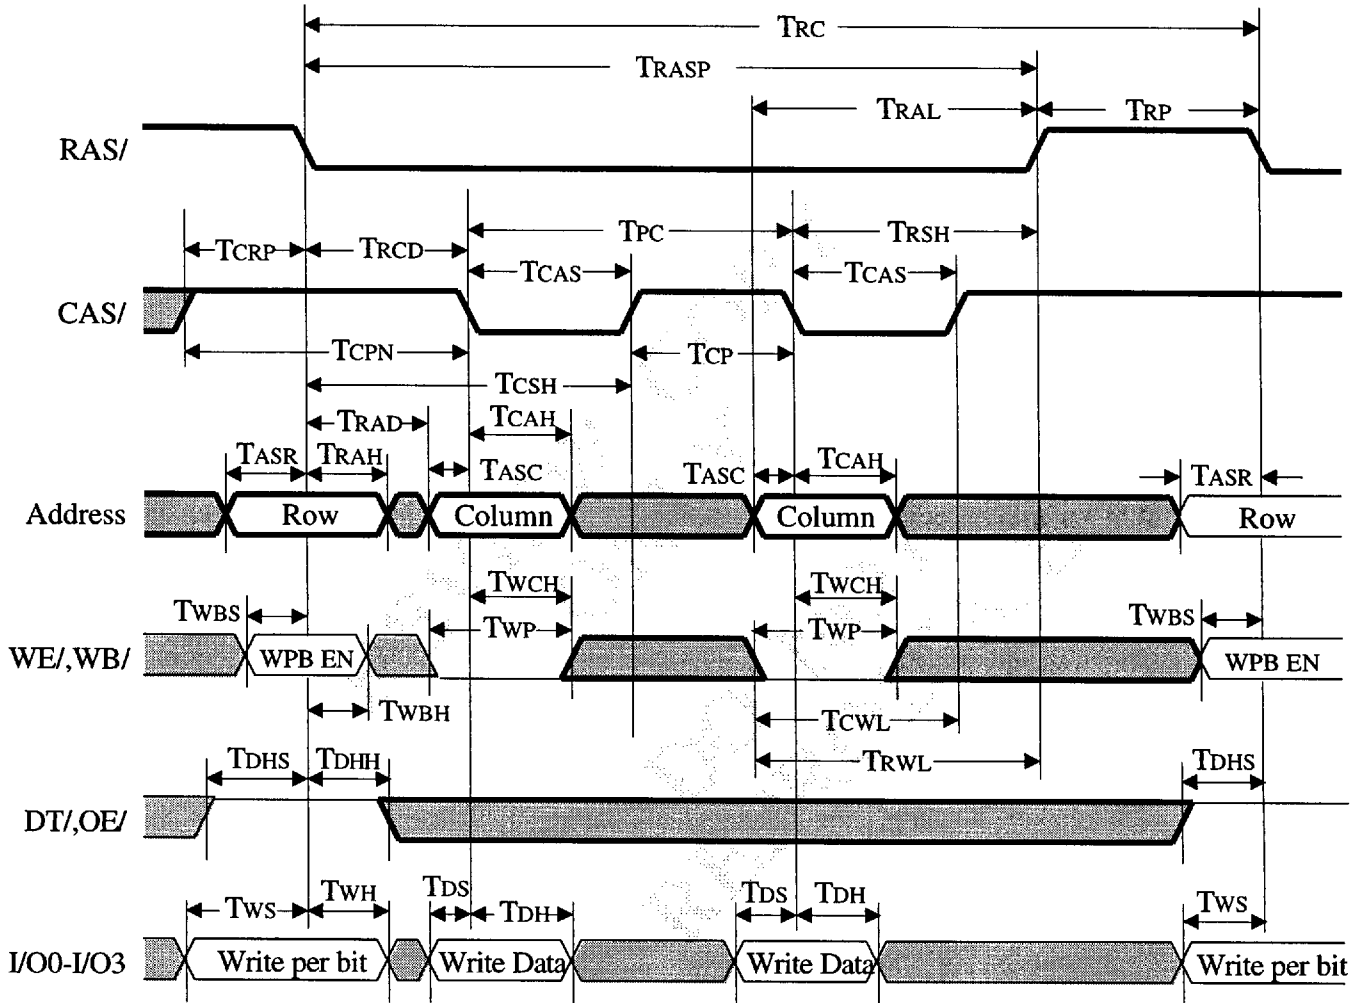 TRC
TRASP
TRAL TRP
RAS/
TPC TRSH
TCRP TRCD
TCAS TCAS
CAS/
TCPN TCP
TCSH
TRAD TCAH
TASR TRAH TASC TASC TCAH TASR
Address Row Column Column Row
TWCH TWCH
TWBS TWP TWP TWBS
WE/,WB/ WPB EN WPB EN
TWBH TCWL
TRWL
TDHS TDHH TDHS
DT/,OE/
TWS TWH TDS TDH TDS TDH TWS
I/O0-I/O3 Write per bit Write Data Write Data Write per bit